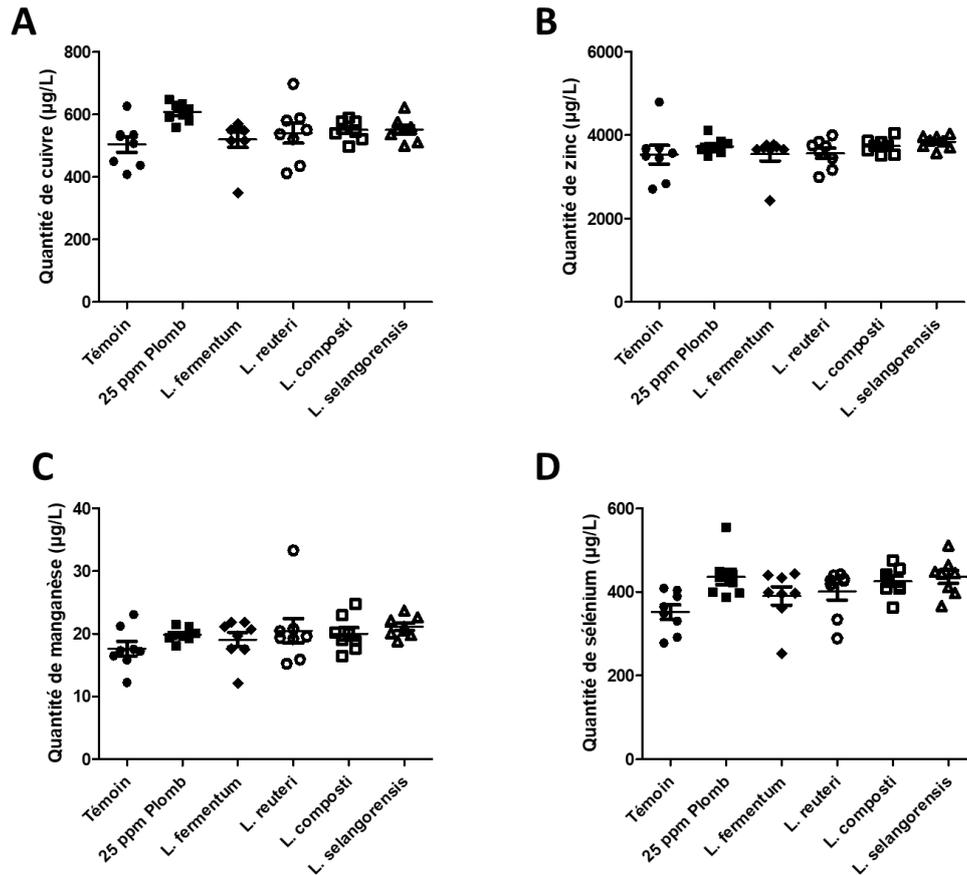 A
Quantité de cuivre (µg/L)
800
600
400
200
0
Témoin
25 ppm Plomb
L. fermentum
L. reuteri
L. composti
L. selangorensis
B
Quantité de zinc (µg/L)
6000
4000
2000
0
Témoin
25 ppm Plomb
L. fermentum
L. reuteri
L. composti
L. selangorensis
C
Quantité de manganèse (µg/L)
40
30
20
10
0
Témoin
25 ppm Plomb
L. fermentum
L. reuteri
L. composti
L. selangorensis
D
Quantité de sélénium (µg/L)
600
400
200
0
Témoin
25 ppm Plomb
L. fermentum
L. reuteri
L. composti
L. selangorensis